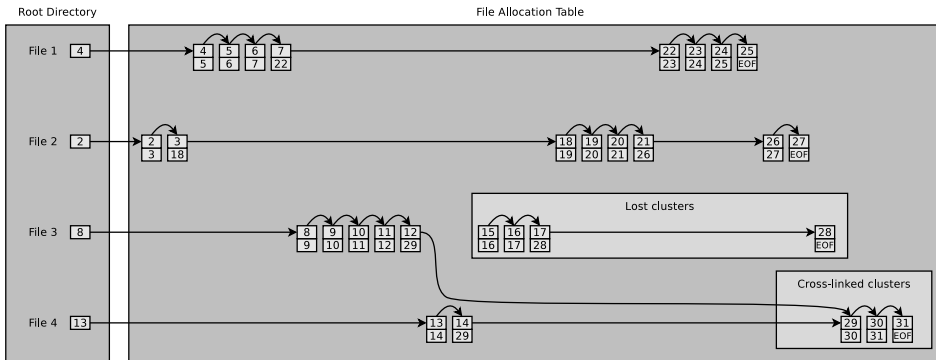 Root Directory File Allocation Table
File 1 4 4 5 6 7 22 23 24 25
5 6 7 22 23 24 25 EOF
File 2 2 2 3 18 19 20 21 26 27
3 18 19 20 21 26 27 EOF
Lost clusters
File 3 8 8 9 10 11 12 15 16 17 28
9 10 11 12 29 16 17 28 EOF
Cross-linked clusters
File 4 13 13 14 29 30 31
14 29 30 31 EOF